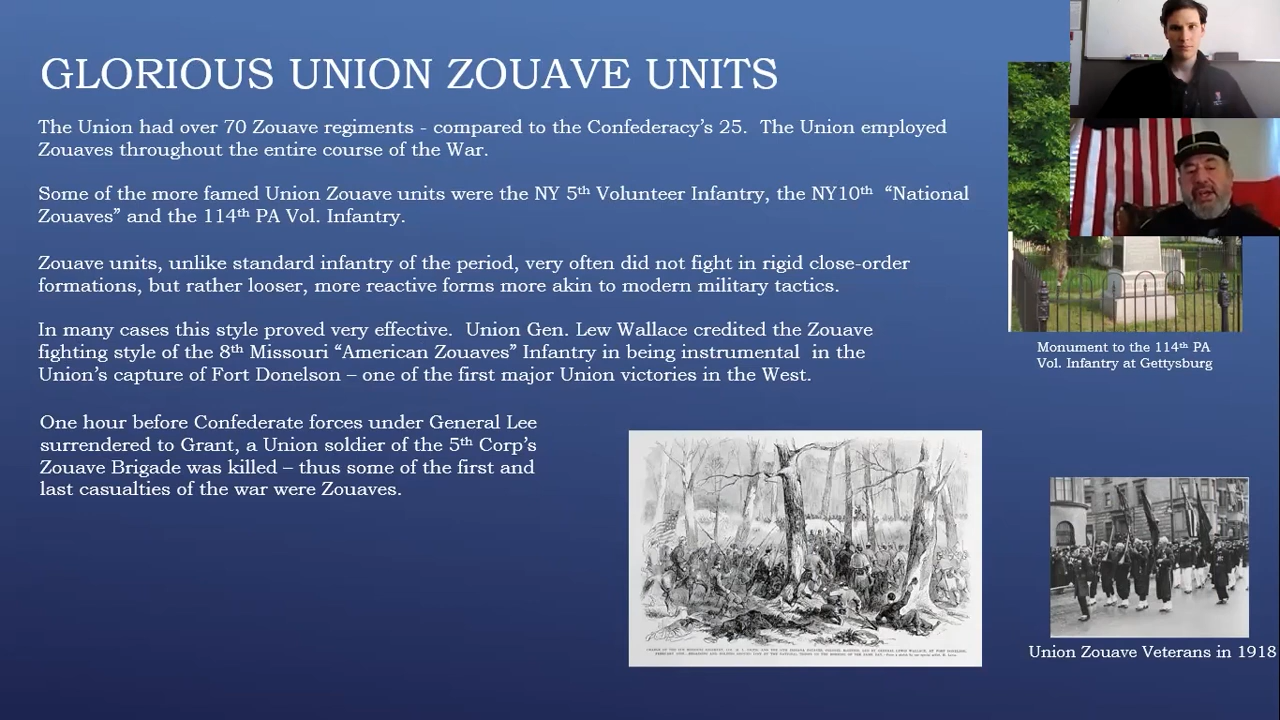 GLORIOUS UNION ZOUAVE UNITS
The Union had over 70 Zouave regiments - compared to the Confederacy's 25.  The Union employed
Zouaves throughout the entire course of the War.
Some of the more famed Union Zouave units were the NY 5th Volunteer Infantry, the NY10th  “National
Zouaves” and the 114th PA Vol. Infantry.
Zouave units, unlike standard infantry of the period, very often did not fight in rigid close-order
formations, but rather looser, more reactive forms more akin to modern military tactics.
In many cases this style proved very effective.  Union Gen. Lew Wallace credited the Zouave
fighting style of the 8th Missouri “American Zouaves” Infantry in being instrumental  in the
Union's capture of Fort Donelson – one of the first major Union victories in the West.
One hour before Confederate forces under General Lee
surrendered to Grant, a Union soldier of the 5th Corp's
Zouave Brigade was killed – thus some of the first and
last casualties of the war were Zouaves.
Monument to the 114th PA
Vol. Infantry at Gettysburg
Union Zouave Veterans in 1918